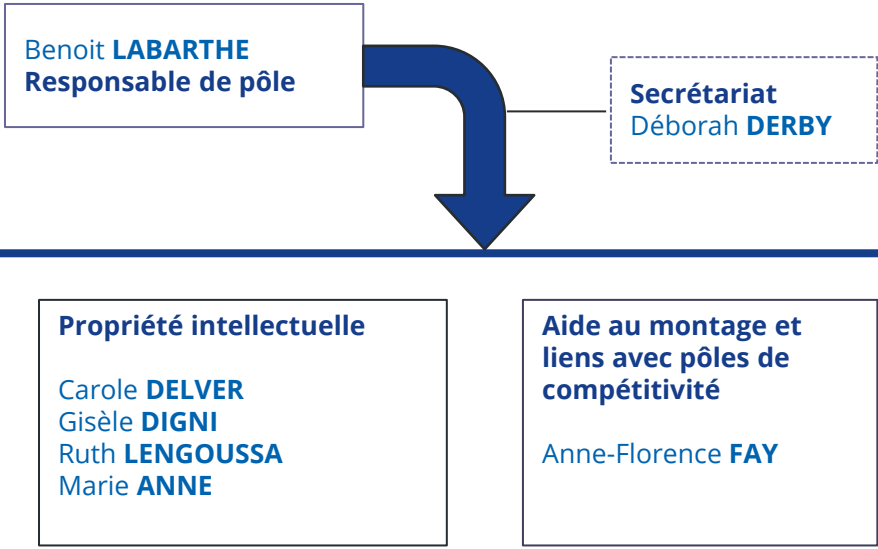 Benoit LABARTHE
Responsable de pôle
Secrétariat
Déborah DERBY
Propriété intellectuelle
Carole DELVER
Gisèle DIGNI
Ruth LENGOUSSA
Marie ANNE
Aide au montage et
liens avec pôles de
compétitivité
Anne-Florence FAY